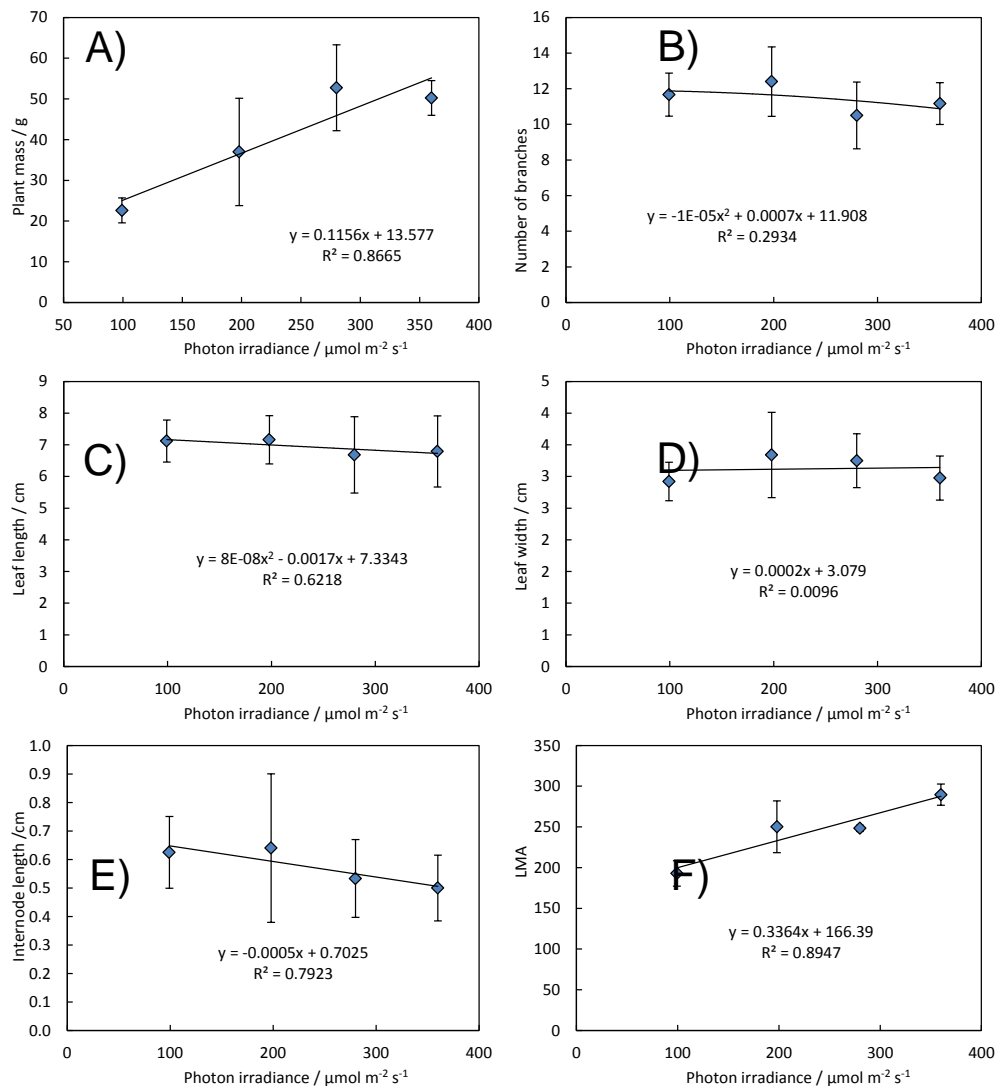 A)
Plant mass / g
70
60
50
40
30
20
10
0
50 100 150 200 250 300 350 400
Photon irradiance / µmol m⁻² s⁻¹
y = 0.1156x + 13.577
R² = 0.8665
B)
Number of branches
16
14
12
10
8
6
4
2
0
0 100 200 300 400
Photon irradiance / µmol m⁻² s⁻¹
y = -1E-05x² + 0.0007x + 11.908
R² = 0.2934
C)
Leaf length / cm
9
8
7
6
5
4
3
2
1
0
0 100 200 300 400
Photon irradiance / µmol m⁻² s⁻¹
y = 8E-08x² - 0.0017x + 7.3343
R² = 0.6218
D)
Leaf width / cm
5
4
4
3
3
2
2
1
1
0
0 100 200 300 400
Photon irradiance / µmol m⁻² s⁻¹
y = 0.0002x + 3.079
R² = 0.0096
E)
Internode length /cm
1.0
0.9
0.8
0.7
0.6
0.5
0.4
0.3
0.2
0.1
0.0
0 100 200 300 400
Photon irradiance / µmol m⁻² s⁻¹
y = -0.0005x + 0.7025
R² = 0.7923
F)
LMA
350
300
250
200
150
100
50
0
0 100 200 300 400
Photon irradiance / µmol m⁻² s⁻¹
y = 0.3364x + 166.39
R² = 0.8947